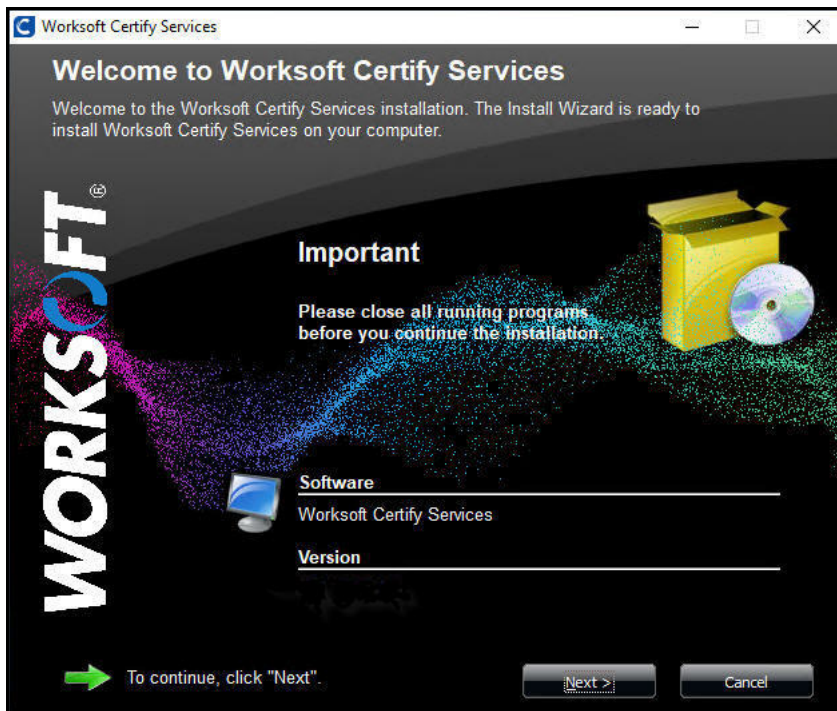 Worksoft Certify Services
Welcome to Worksoft Certify Services
Welcome to the Worksoft Certify Services installation. The Install Wizard is ready to
install Worksoft Certify Services on your computer.
WORKSOFT®
Important
Please close all running programs
before you continue the installation.
Software
Worksoft Certify Services
Version
To continue, click "Next".
Next >
Cancel